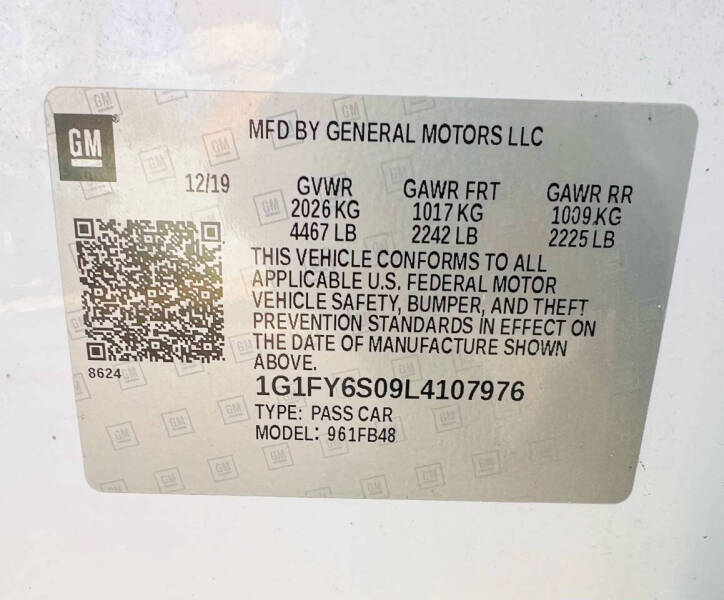 GM
MFD BY GENERAL MOTORS LLC
12/19 GVWR GAWR FRT GAWR RR
2026 KG 1017 KG 1009 KG
4467 LB 2242 LB 2225 LB
THIS VEHICLE CONFORMS TO ALL
APPLICABLE U.S. FEDERAL MOTOR
VEHICLE SAFETY, BUMPER, AND THEFT
PREVENTION STANDARDS IN EFFECT ON
THE DATE OF MANUFACTURE SHOWN
ABOVE.
8624
1G1FY6S09L4107976
TYPE: PASS CAR
MODEL: 961FB48